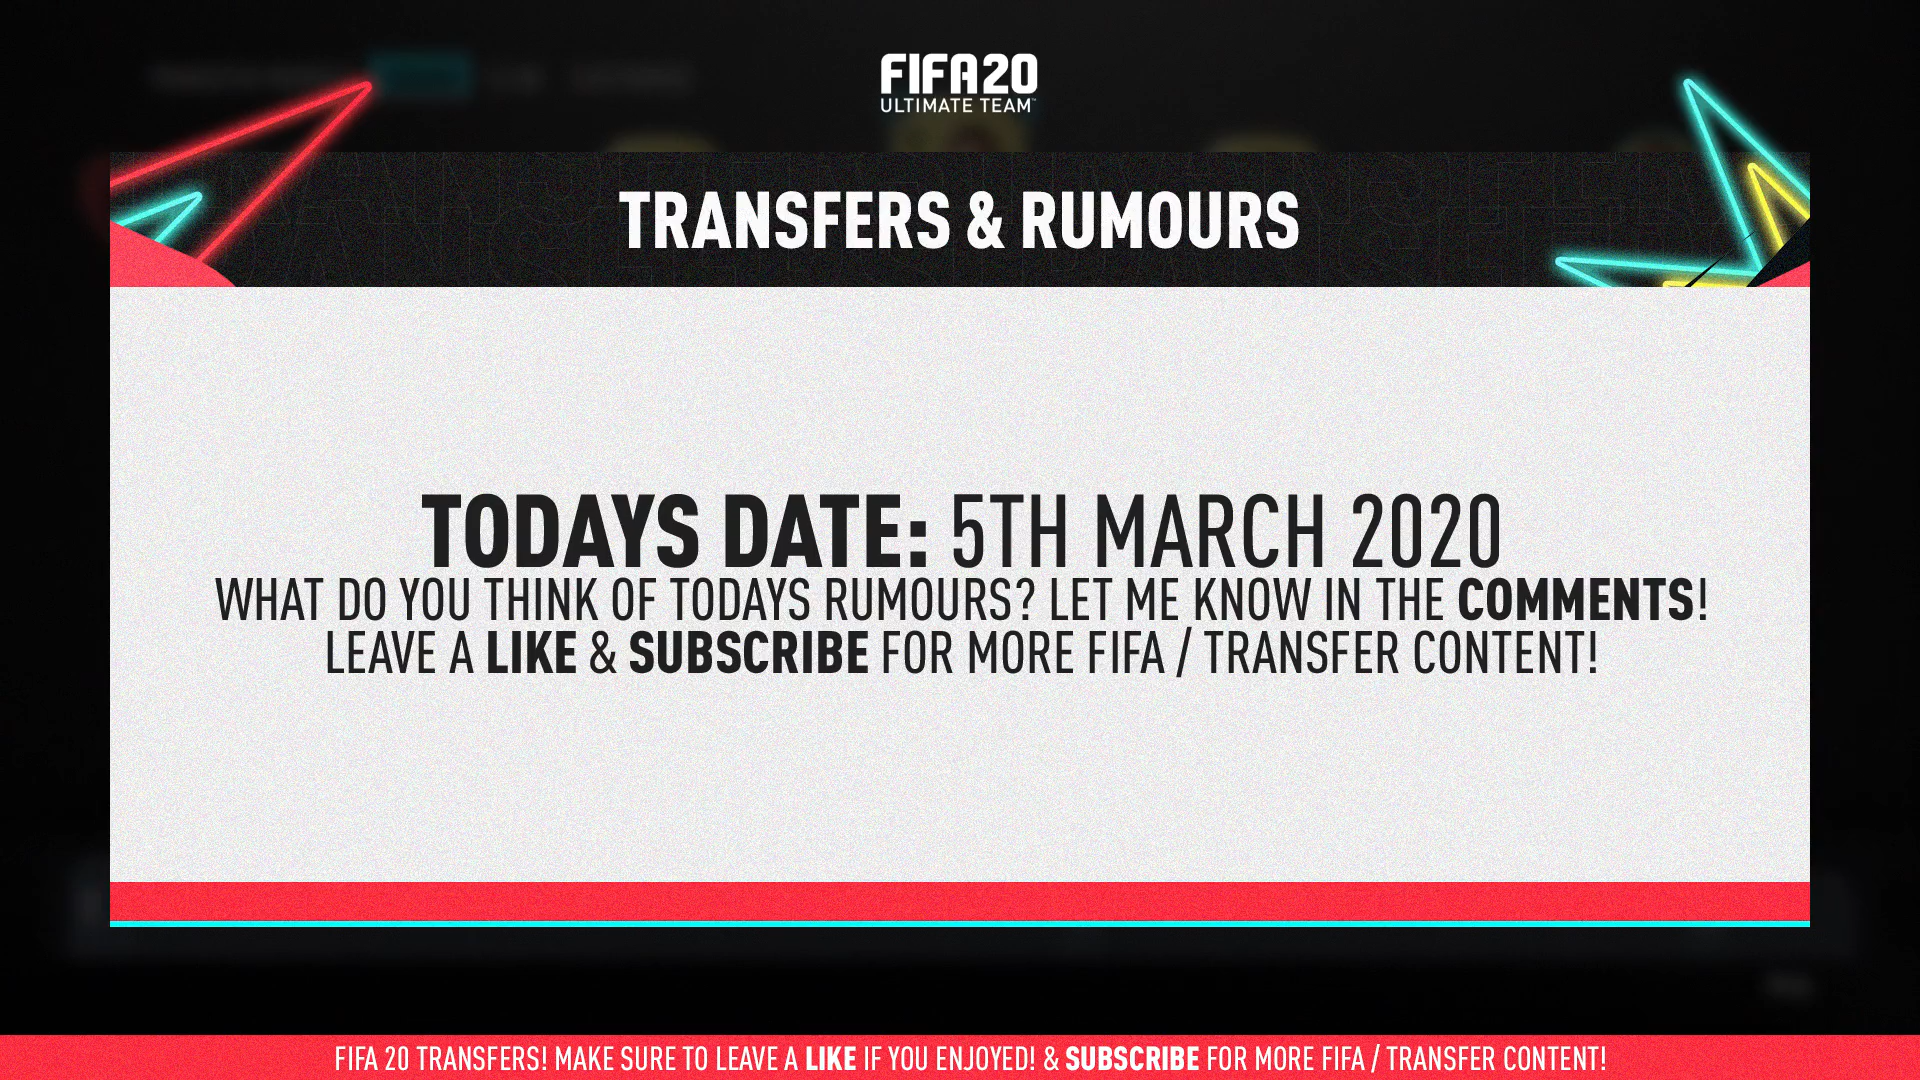 FIFA 20
ULTIMATE TEAM
TRANSFERS & RUMOURS
TODAYS DATE: 5TH MARCH 2020
WHAT DO YOU THINK OF TODAYS RUMOURS? LET ME KNOW IN THE COMMENTS!
LEAVE A LIKE & SUBSCRIBE FOR MORE FIFA / TRANSFER CONTENT!
FIFA 20 TRANSFERS! MAKE SURE TO LEAVE A LIKE IF YOU ENJOYED! & SUBSCRIBE FOR MORE FIFA / TRANSFER CONTENT!